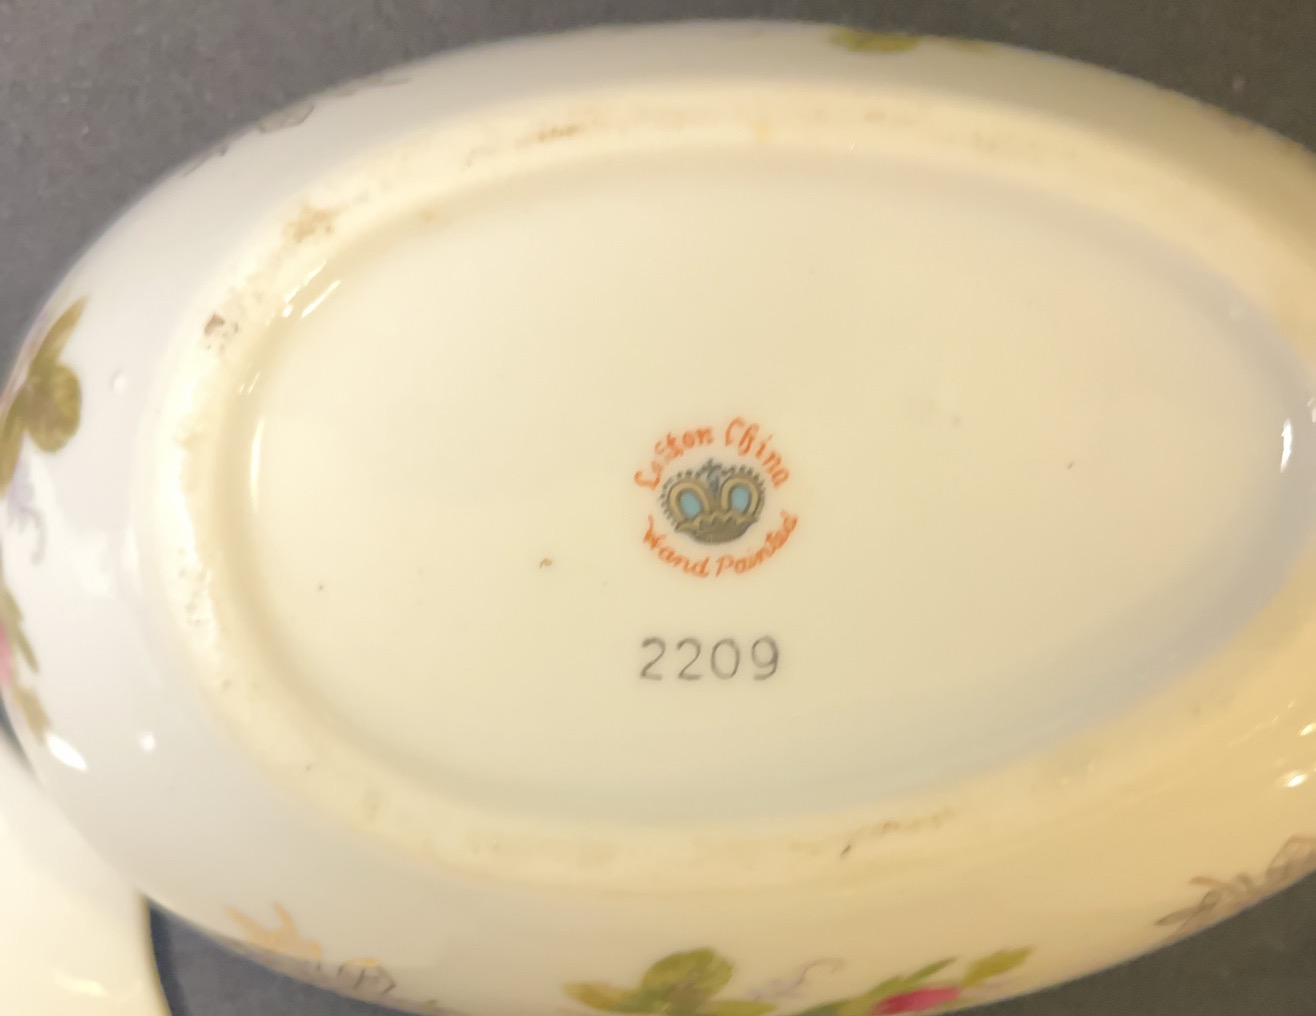 Lefton China
Hand Painted
2209